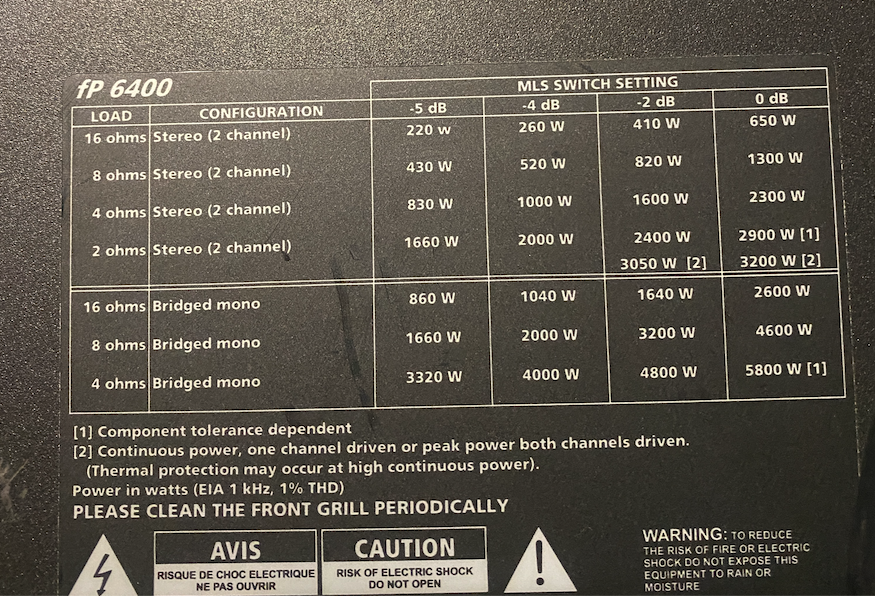 fP 6400
MLS SWITCH SETTING
LOAD CONFIGURATION -5 dB -4 dB -2 dB 0 dB
16 ohms Stereo (2 channel) 220 w 260 W 410 W 650 W
8 ohms Stereo (2 channel) 430 W 520 W 820 W 1300 W
4 ohms Stereo (2 channel) 830 W 1000 W 1600 W 2300 W
2 ohms Stereo (2 channel) 1660 W 2000 W 2400 W 2900 W [1]
3050 W [2] 3200 W [2]
16 ohms Bridged mono 860 W 1040 W 1640 W 2600 W
8 ohms Bridged mono 1660 W 2000 W 3200 W 4600 W
4 ohms Bridged mono 3320 W 4000 W 4800 W 5800 W [1]
[1] Component tolerance dependent
[2] Continuous power, one channel driven or peak power both channels driven.
(Thermal protection may occur at high continuous power).
Power in watts (EIA 1 kHz, 1% THD)
PLEASE CLEAN THE FRONT GRILL PERIODICALLY
AVIS
RISQUE DE CHOC ELECTRIQUE
NE PAS OUVRIR
CAUTION
RISK OF ELECTRIC SHOCK
DO NOT OPEN
WARNING: TO REDUCE
THE RISK OF FIRE OR ELECTRIC
SHOCK DO NOT EXPOSE THIS
EQUIPMENT TO RAIN OR
MOISTURE